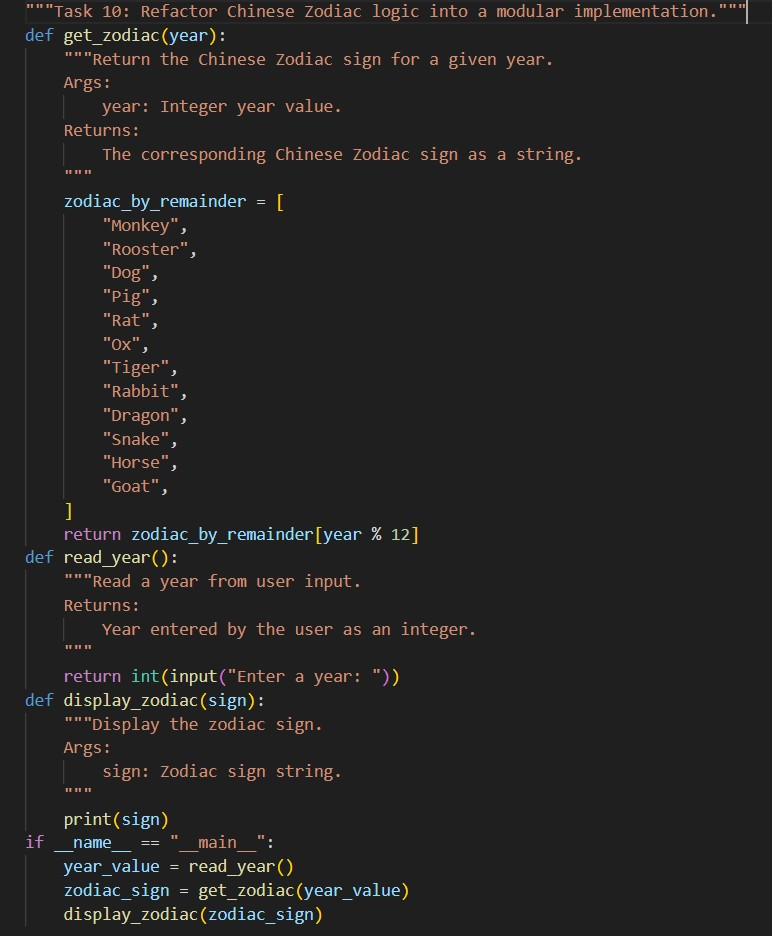 """Task 10: Refactor Chinese Zodiac logic into a modular implementation."""
def get_zodiac(year):
    """Return the Chinese Zodiac sign for a given year.
    Args:
        year: Integer year value.
    Returns:
        The corresponding Chinese Zodiac sign as a string.
    """
    zodiac_by_remainder = [
        "Monkey",
        "Rooster",
        "Dog",
        "Pig",
        "Rat",
        "Ox",
        "Tiger",
        "Rabbit",
        "Dragon",
        "Snake",
        "Horse",
        "Goat",
    ]
    return zodiac_by_remainder[year % 12]
def read_year():
    """Read a year from user input.
    Returns:
        Year entered by the user as an integer.
    """
    return int(input("Enter a year: "))
def display_zodiac(sign):
    """Display the zodiac sign.
    Args:
        sign: Zodiac sign string.
    """
    print(sign)
if __name__ == "__main__":
    year_value = read_year()
    zodiac_sign = get_zodiac(year_value)
    display_zodiac(zodiac_sign)